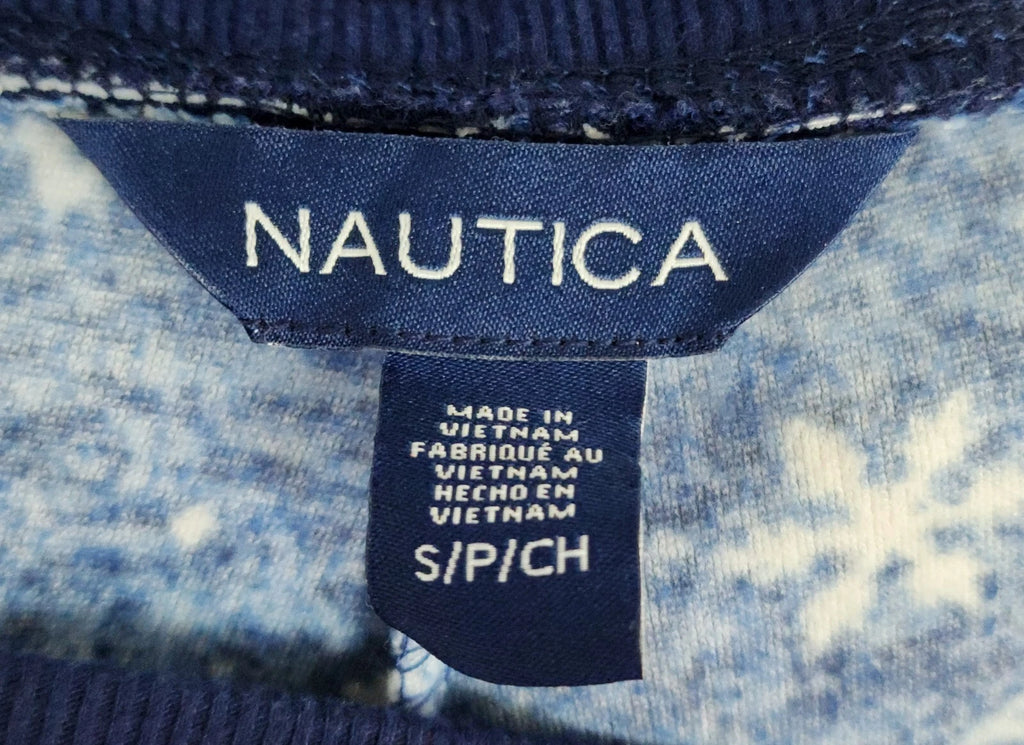 NAUTICA
MADE IN
VIETNAM
FABRIQUÉ AU
VIETNAM
HECHO EN
VIETNAM
S/P/CH